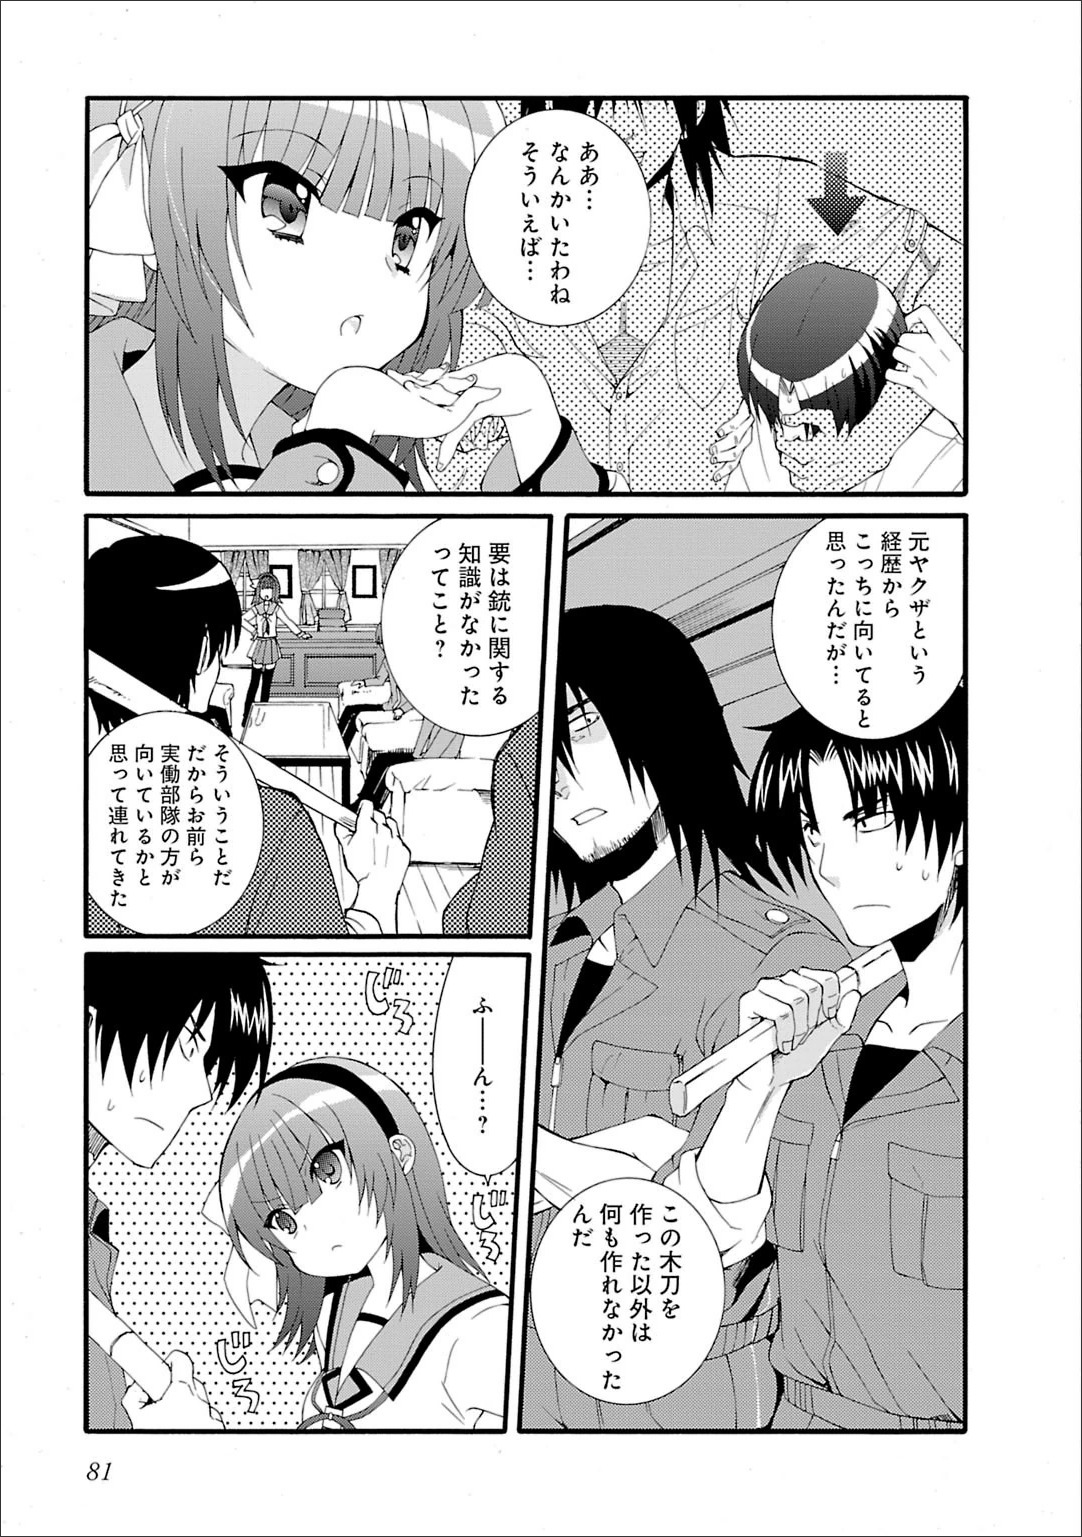 ああ…
なんかいたわね
そういえば…
元ヤクザという
経歴から
こっちに向いてると
思ったんだが…
この木刀を
作った以外は
何も作れなかった
んだ
要は銃に関する
知識がなかった
ってこと？
そういうことだ
だからお前ら
実働部隊の方が
向いているかと
思って連れてきた
ふ——ん…？
じろ
じろ
じろ
81